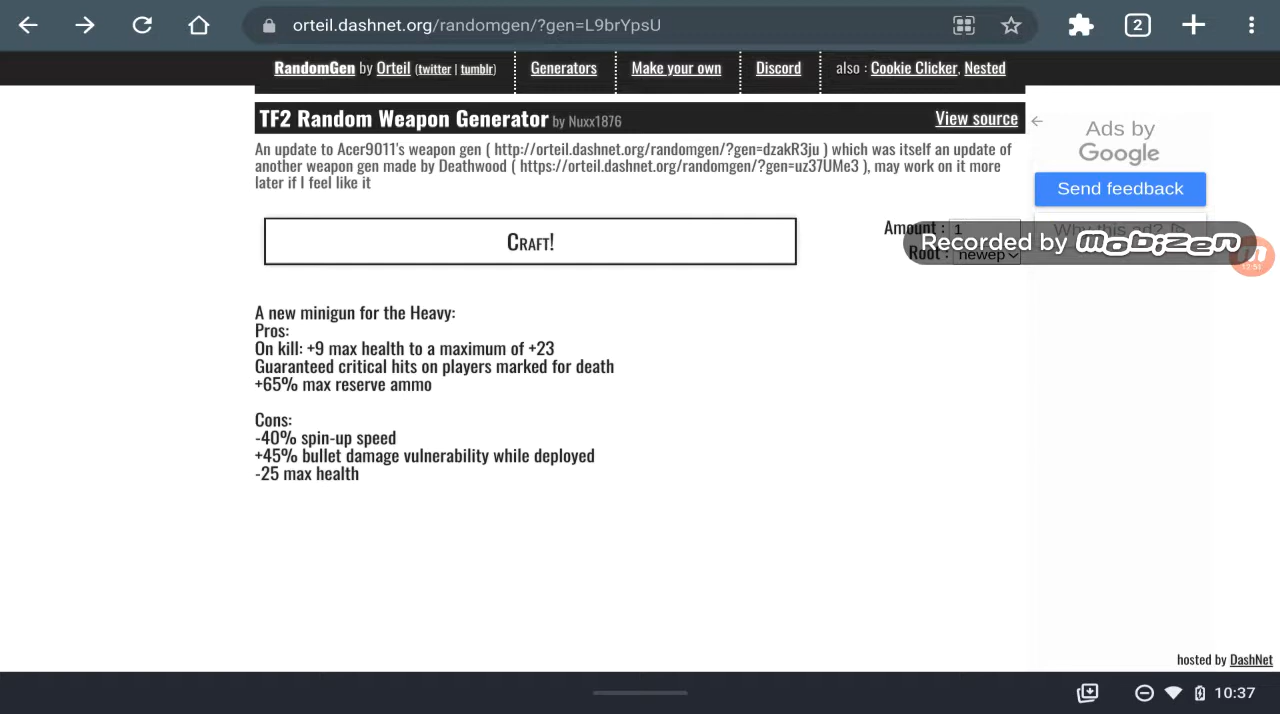 orteil.dashnet.org/randomgen/?gen=L9brYpsU
2
RandomGen by Orteil (twitter | tumblr)
Generators
Make your own
Discord
also : Cookie Clicker, Nested
TF2 Random Weapon Generator by Nuxx1876
View source
An update to Acer9011's weapon gen ( http://orteil.dashnet.org/randomgen/?gen=dzakR3ju ) which was itself an update of
another weapon gen made by Deathwood ( https://orteil.dashnet.org/randomgen/?gen=uz37UMe3 ), may work on it more
later if I feel like it
Ads by
Google
Send feedback
Why this ad?
Craft!
Amount : 1
Root : newep
Recorded by mobizen
A new minigun for the Heavy:
Pros:
On kill: +9 max health to a maximum of +23
Guaranteed critical hits on players marked for death
+65% max reserve ammo
Cons:
-40% spin-up speed
+45% bullet damage vulnerability while deployed
-25 max health
hosted by DashNet
10:37